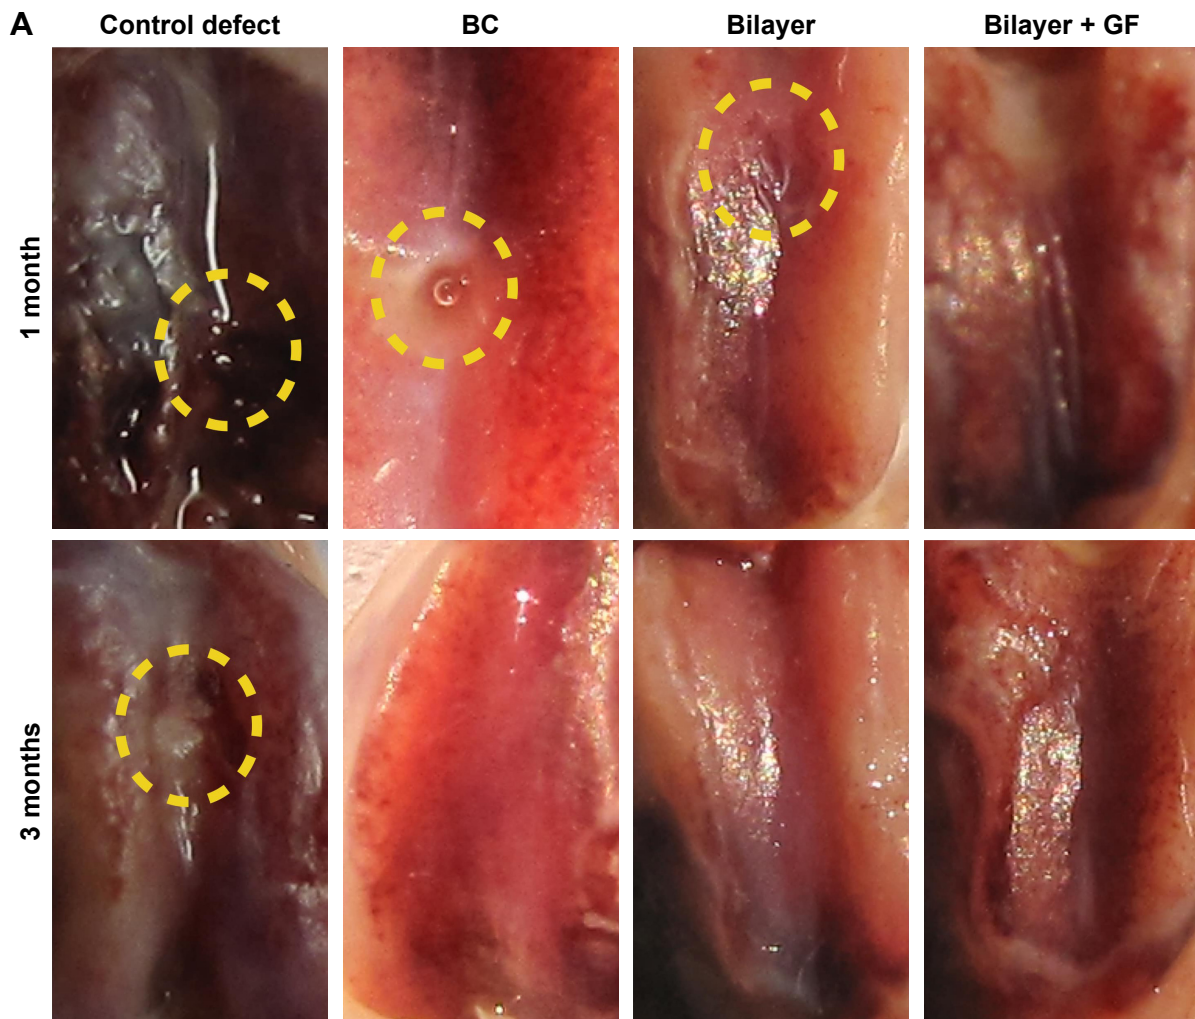 A
Control defect
BC
Bilayer
Bilayer + GF
1 month
3 months